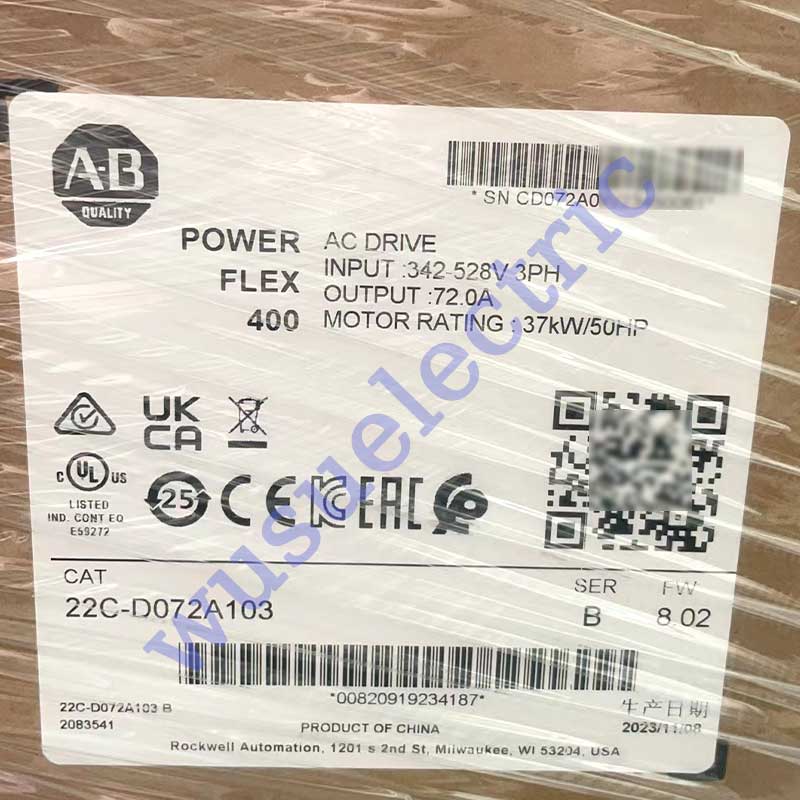 A-B
QUALITY
* SN CD072A0
POWER
FLEX
400
AC DRIVE
INPUT :342-528V 3PH
OUTPUT :72.0A
MOTOR RATING : 37kW/50HP
UK
CA
C UL US
LISTED
IND. CONT EQ
E59272
25
CE
EAC
CAT
22C-D072A103
SER
B
FW
8.02
*00820919234187*
22C-D072A103 B
2083541
生产日期
2023/11/08
PRODUCT OF CHINA
Rockwell Automation, 1201 s 2nd St, Milwaukee, WI 53204, USA
wusuelectric